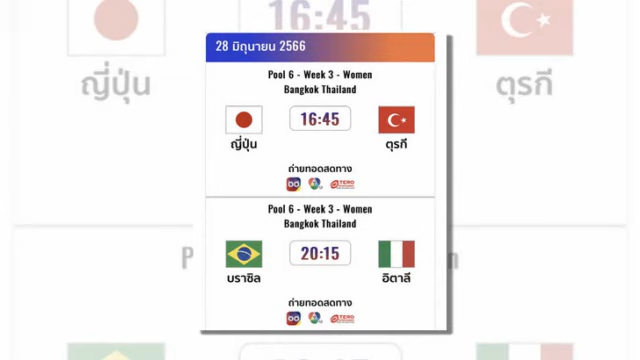 28 มิถุนายน 2566
Pool 6 - Week 3 - Women
Bangkok Thailand
16:45
ญี่ปุ่น
ตุรกี
ถ่ายทอดสดทาง
TERO
Pool 6 - Week 3 - Women
Bangkok Thailand
20:15
บราซิล
อิตาลี
ถ่ายทอดสดทาง
TERO